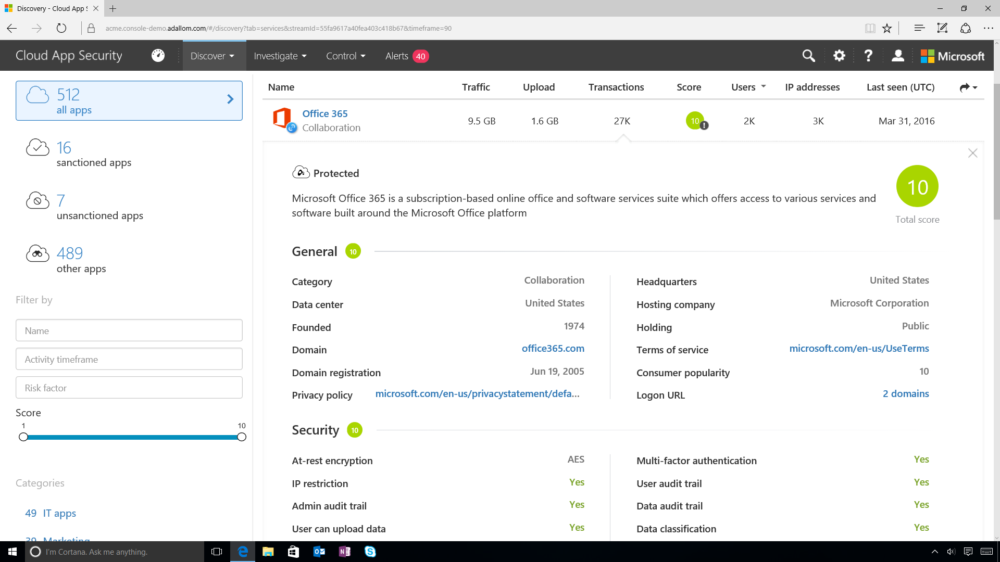 Discovery - Cloud App S
acme.console-demo.adallom.com/#/discovery?tab=services&streamId=55fa9617a40fea403c418b67&timeframe=90
Cloud App Security
Discover
Investigate
Control
Alerts 40
Microsoft
512
all apps
16
sanctioned apps
7
unsanctioned apps
489
other apps
Filter by
Name
Activity timeframe
Risk factor
Score
1 10
Categories
49 IT apps
39 Marketing
Name Traffic Upload Transactions Score Users IP addresses Last seen (UTC)
Office 365
Collaboration
9.5 GB 1.6 GB 27K 10 2K 3K Mar 31, 2016
Protected
Microsoft Office 365 is a subscription-based online office and software services suite which offers access to various services and
software built around the Microsoft Office platform
10
Total score
General 10
Category Collaboration
Data center United States
Founded 1974
Domain office365.com
Domain registration Jun 19, 2005
Privacy policy microsoft.com/en-us/privacystatement/defa...
Headquarters United States
Hosting company Microsoft Corporation
Holding Public
Terms of service microsoft.com/en-us/UseTerms
Consumer popularity 10
Logon URL 2 domains
Security 10
At-rest encryption AES
IP restriction Yes
Admin audit trail Yes
User can upload data Yes
Multi-factor authentication Yes
User audit trail Yes
Data audit trail Yes
Data classification Yes
I'm Cortana. Ask me anything.